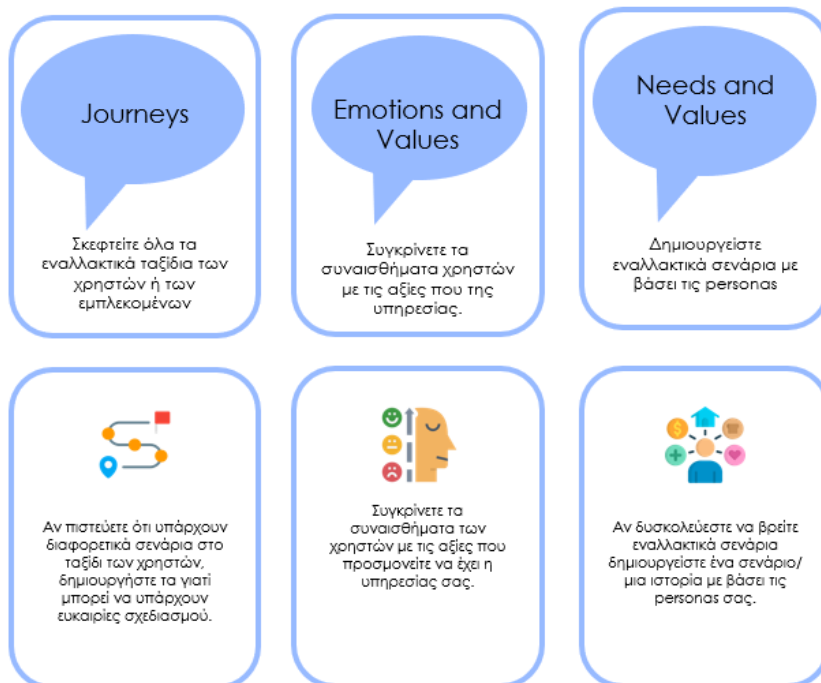 Journeys
Σκεφτείτε όλα τα
εναλλακτικά ταξίδια των
χρηστών ή των
εμπλεκομένων
Emotions and
Values
Συγκρίνετε τα
συναισθήματα χρηστών
με τις αξίες που της
υπηρεσίας.
Needs and
Values
Δημιουργείστε
εναλλακτικά σενάρια με
βάσει τις personas
Αν πιστεύετε ότι υπάρχουν
διαφορετικά σενάρια στο
ταξίδι των χρηστών,
δημιουργήστε τα γιατί
μπορεί να υπάρχουν
ευκαιρίες σχεδιασμού.
Συγκρίνετε τα
συναισθήματα των
χρηστών με τις αξίες που
προσμονείτε να έχει η
υπηρεσίας σας.
Αν δυσκολεύεστε να βρείτε
εναλλακτικά σενάρια
δημιουργείστε ένα σενάριο/
μια ιστορία με βάσει τις
personas σας.